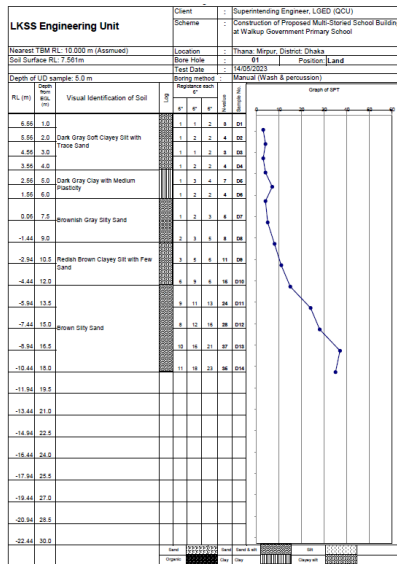 LKSS Engineering Unit
Client : Superintending Engineer, LGED (QCU)
Scheme : Construction of Proposed Multi-Storied School Building
at Walkup Government Primary School
Nearest TBM RL: 10.000 m (Assmued)
Location : Thana: Mirpur, District: Dhaka
Soil Surface RL: 7.561m
Bore Hole : 01 Position: Land
Test Date : 14/05/2023
Depth of UD sample: 5.0 m
Boring method : Manual (Wash & percussion)
RL (m) Depth from BGL (m) Visual Identification of Soil Log Registance each 6" N-value Sample No. Graph of SPT
6" 6" 6"
6.56 1.0 1 1 2 3 D1
Dark Gray Soft Clayey Silt with
Trace Sand
5.56 2.0 1 2 2 4 D2
4.56 3.0 1 1 2 3 D3
3.56 4.0 1 2 2 4 D4
Dark Gray Clay with Medium
Plasticity
2.56 5.0 1 3 4 7 D5
1.56 6.0 1 2 2 4 D6
0.06 7.5 Brownish Gray Silty Sand 1 2 3 5 D7
-1.44 9.0 2 3 5 8 D8
-2.94 10.5 Redish Brown Clayey Silt with Few
Sand 3 5 6 11 D9
-4.44 12.0 6 9 6 15 D10
-5.94 13.5 9 11 13 24 D11
-7.44 15.0 Brown Silty Sand 8 12 16 28 D12
-8.94 16.5 10 16 21 37 D13
-10.44 18.0 11 23 35 D14
-11.94 19.5
-13.44 21.0
-14.94 22.5
-16.44 24.0
-17.94 25.5
-19.44 27.0
-20.94 28.5
-22.44 30.0
Sand Sand Sand & silt Silt
Organic Clay Clay Clayey silt